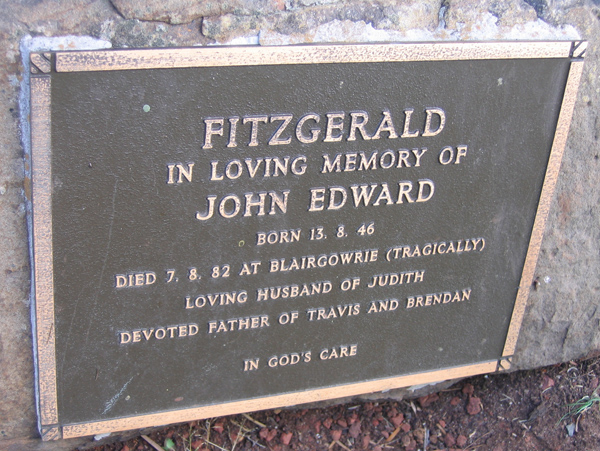 FITZGERALD
IN LOVING MEMORY OF
JOHN EDWARD
BORN 13. 8. 46
DIED 7. 8. 82 AT BLAIRGOWRIE (TRAGICALLY)
LOVING HUSBAND OF JUDITH
DEVOTED FATHER OF TRAVIS AND BRENDAN
IN GOD'S CARE